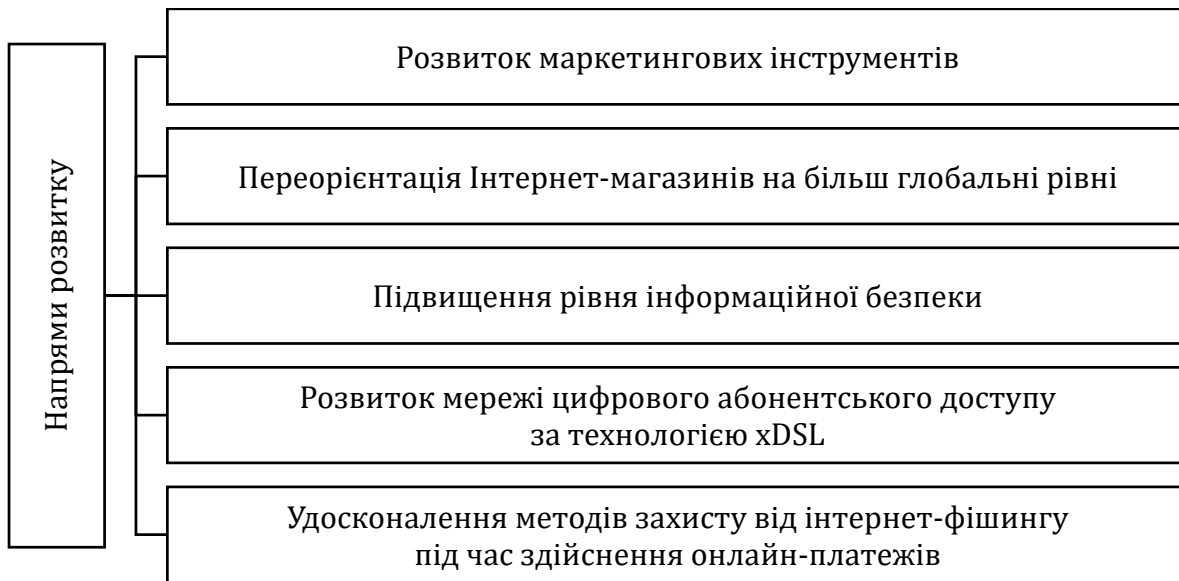 Напрями розвитку
Розвиток маркетингових інструментів
Переорієнтація Інтернет-магазинів на більш глобальні рівні
Підвищення рівня інформаційної безпеки
Розвиток мережі цифрового абонентського доступу
за технологією xDSL
Удосконалення методів захисту від інтернет-фішингу
під час здійснення онлайн-платежів